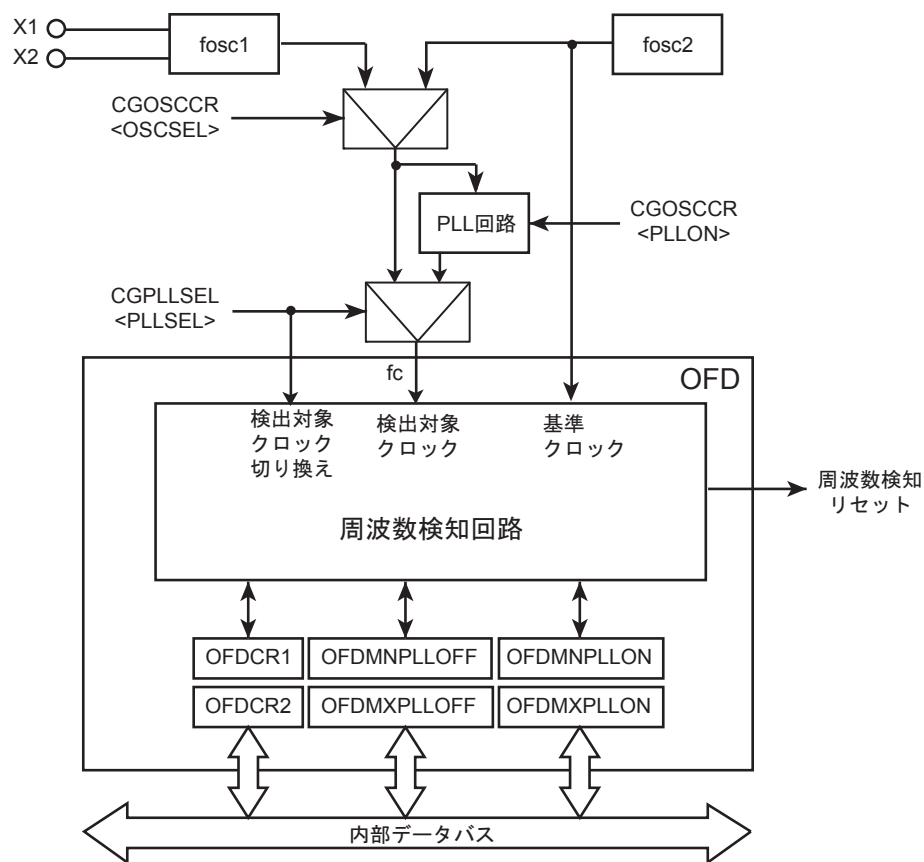 X1
X2
fosc1
fosc2
CGOSCCR
<OSCSEL>
PLL回路
CGOSCCR
<PLLON>
CGPLLSEL
<PLLSEL>
fc
OFD
検出対象
クロック
切り換え
検出対象
クロック
基準
クロック
周波数検知
リセット
周波数検知回路
OFDCR1
OFDMNPLLOFF
OFDMNPLLON
OFDCR2
OFDMXPLLOFF
OFDMXPLLON
内部データバス